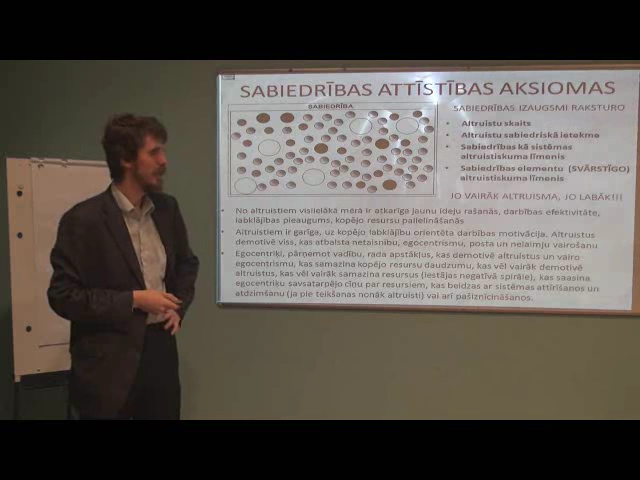 SABIEDRĪBAS ATTĪSTĪBAS AKSIOMAS
SABIEDRĪBA
SABIEDRĪBAS IZAUGSMI RAKSTURO
• Altruistu skaits
• Altruistu sabiedriskā ietekme
• Sabiedrības kā sistēmas
altruistiskuma līmenis
• Sabiedrības elementu (SVĀRSTĪGO)
altruistiskuma līmenis
JO VAIRĀK ALTRUISMA, JO LABĀK!!!
• No altruistiem vislielākā mērā ir atkarīga jaunu ideju rašanās, darbības efektivitāte,
labklājības pieaugums, kopējo resursu palielināšanās
• Altruistiem ir garīga, uz kopējo labklājību orientēta darbības motivācija. Altruistus
demotivē viss, kas atbalsta netaisnību, egocentrismu, posta un nelaimju vairošanu
• Egocentriķi, pārņemot vadību, rada apstākļus, kas demotivē altruistus un vairo
egocentrismu, kas samazina kopējo resursu daudzumu, kas vēl vairāk demotivē
altruistus, kas vēl vairāk samazina resursus (iestājas negatīvā spirāle), kas saasina
egocentriķu savstarpējo cīņu par resursiem, kas beidzas ar sistēmas attīrīšanos un
atdzimšanu (ja pie teikšanas nonāk altruisti) vai arī pašiznīcināšanos.